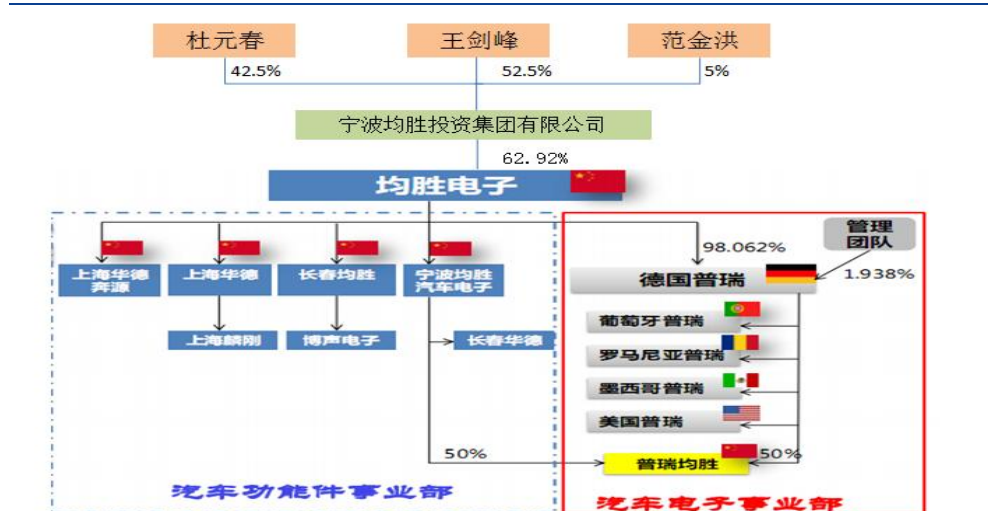 杜元春
王剑峰
范金洪
42.5%
52.5%
5%
宁波均胜投资集团有限公司
62.92%
均胜电子
管理
团队
98.062%
1.938%
上海华德
奔源
上海华德
长春均胜
宁波均胜
汽车电子
德国普瑞
葡萄牙普瑞
上海麟刚
博声电子
长春华德
罗马尼亚普瑞
墨西哥普瑞
美国普瑞
50%
50%
普瑞均胜
汽车功能件事业部
汽车电子事业部